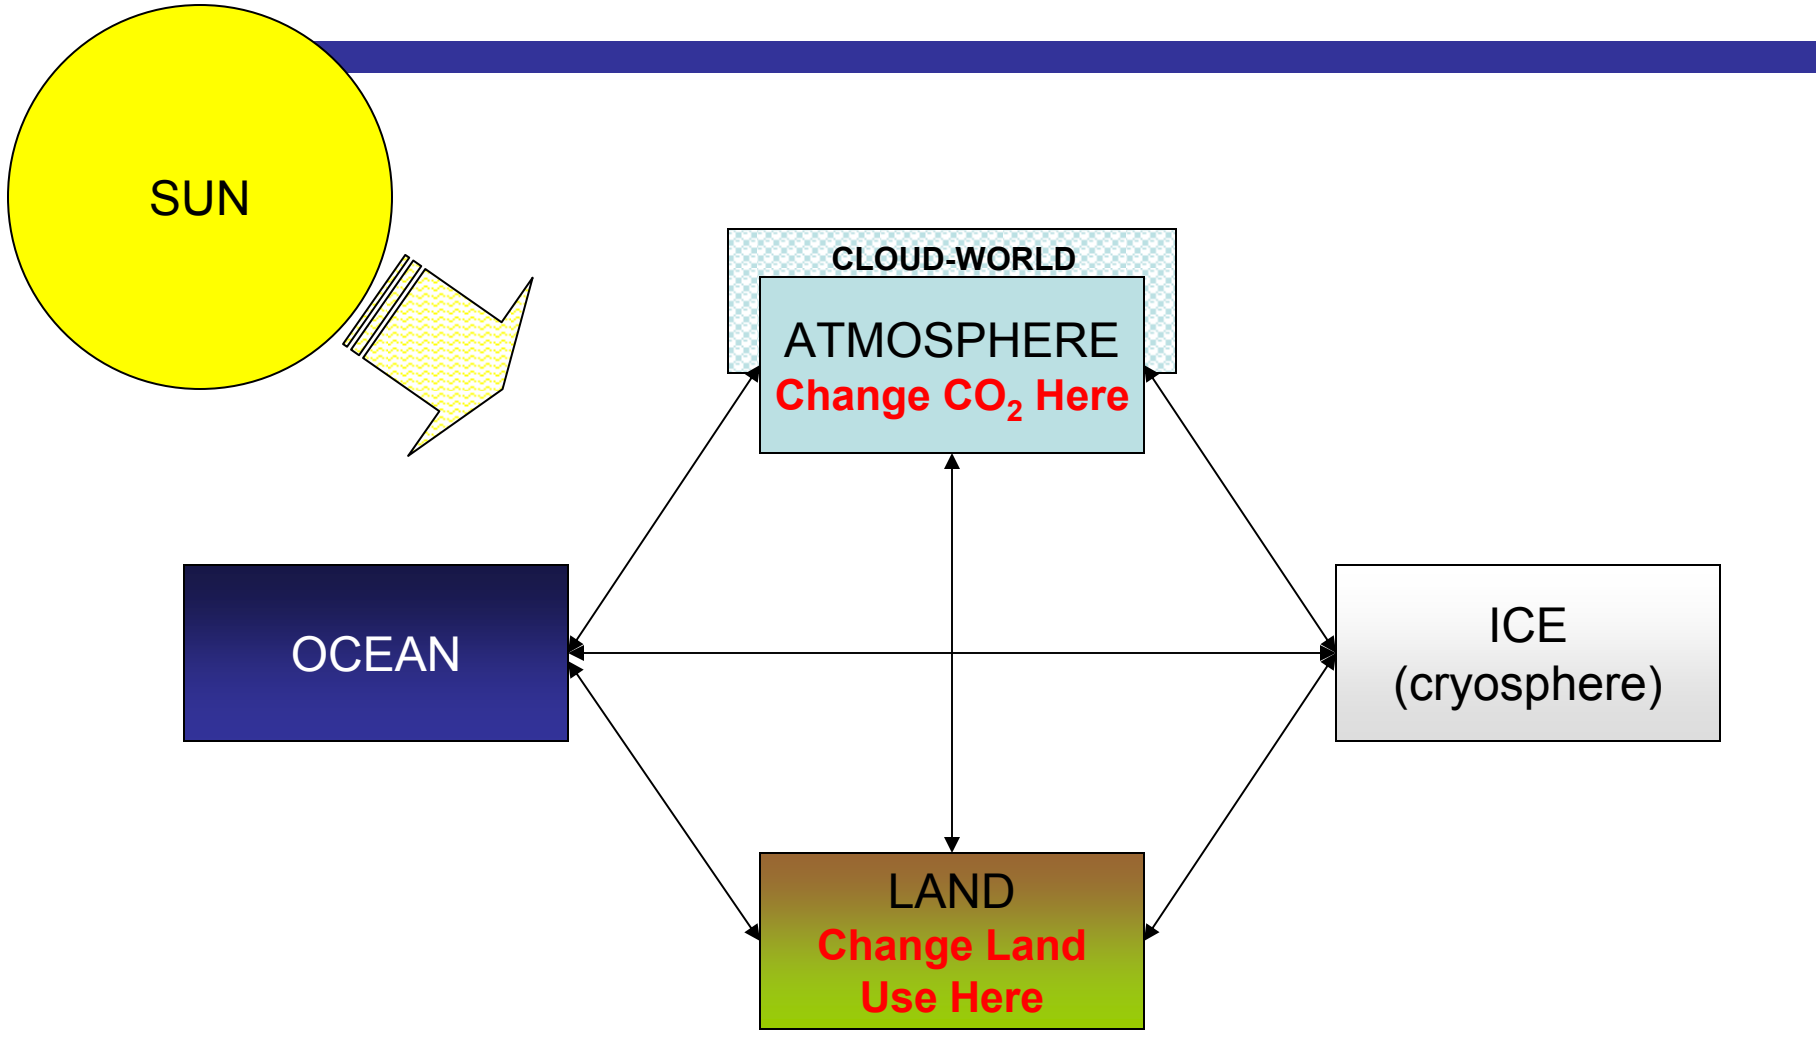 SUN
CLOUD-WORLD
ATMOSPHERE
Change CO₂ Here
OCEAN
ICE
(cryosphere)
LAND
Change Land
Use Here